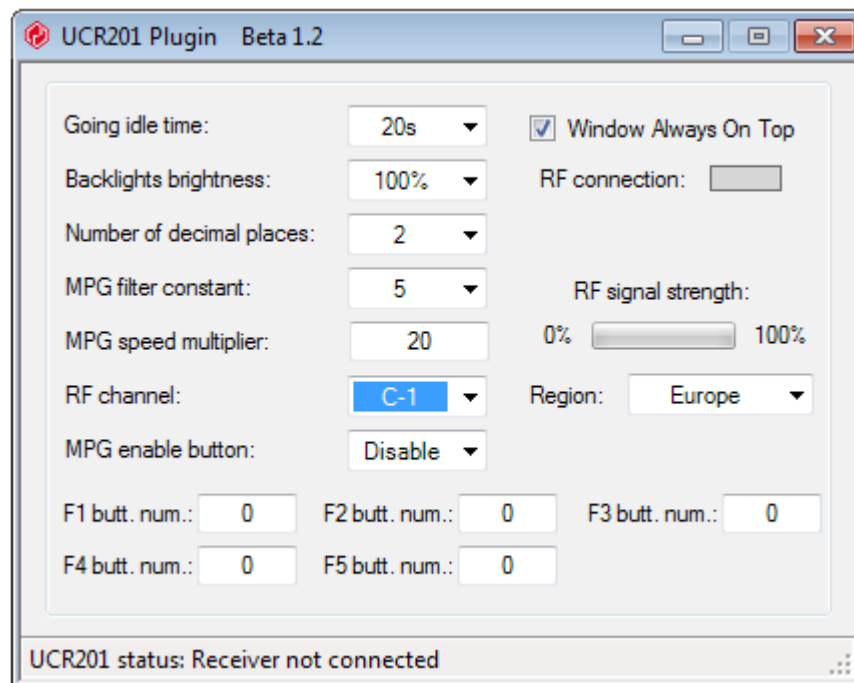 UCR201 Plugin Beta 1.2
Going idle time: 20s Window Always On Top
Backlights brightness: 100% RF connection:
Number of decimal places: 2
MPG filter constant: 5 RF signal strength:
MPG speed multiplier: 20 0% 100%
RF channel: C-1 Region: Europe
MPG enable button: Disable
F1 butt. num.: 0 F2 butt. num.: 0 F3 butt. num.: 0
F4 butt. num.: 0 F5 butt. num.: 0
UCR201 status: Receiver not connected